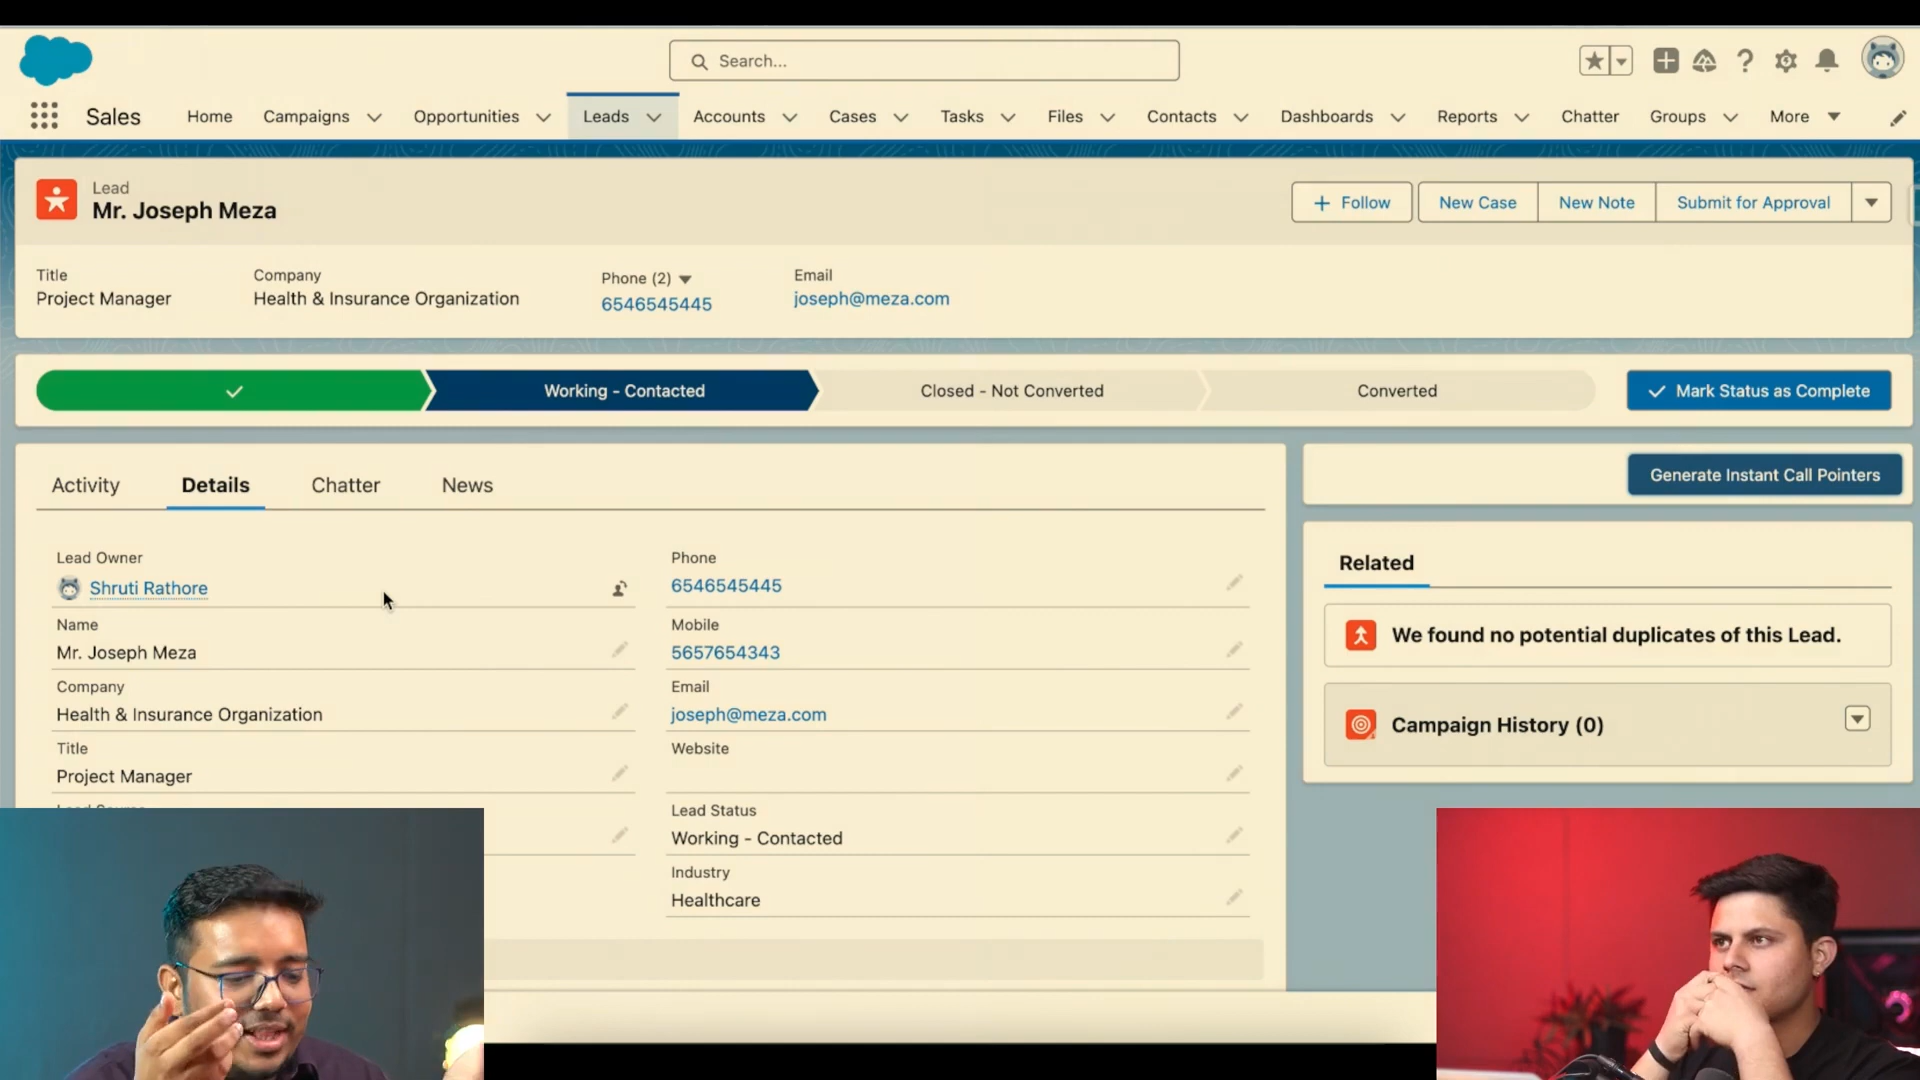 Search...
Sales
Home
Campaigns
Opportunities
Leads
Accounts
Cases
Tasks
Files
Contacts
Dashboards
Reports
Chatter
Groups
More
Lead
Mr. Joseph Meza
Follow
New Case
New Note
Submit for Approval
Title
Project Manager
Company
Health & Insurance Organization
Phone (2)
6546545445
Email
joseph@meza.com
Working - Contacted
Closed - Not Converted
Converted
Mark Status as Complete
Activity
Details
Chatter
News
Generate Instant Call Pointers
Lead Owner
Shruti Rathore
Name
Mr. Joseph Meza
Company
Health & Insurance Organization
Title
Project Manager
Phone
6546545445
Mobile
5657654343
Email
joseph@meza.com
Website
Lead Status
Working - Contacted
Industry
Healthcare
Related
We found no potential duplicates of this Lead.
Campaign History (0)